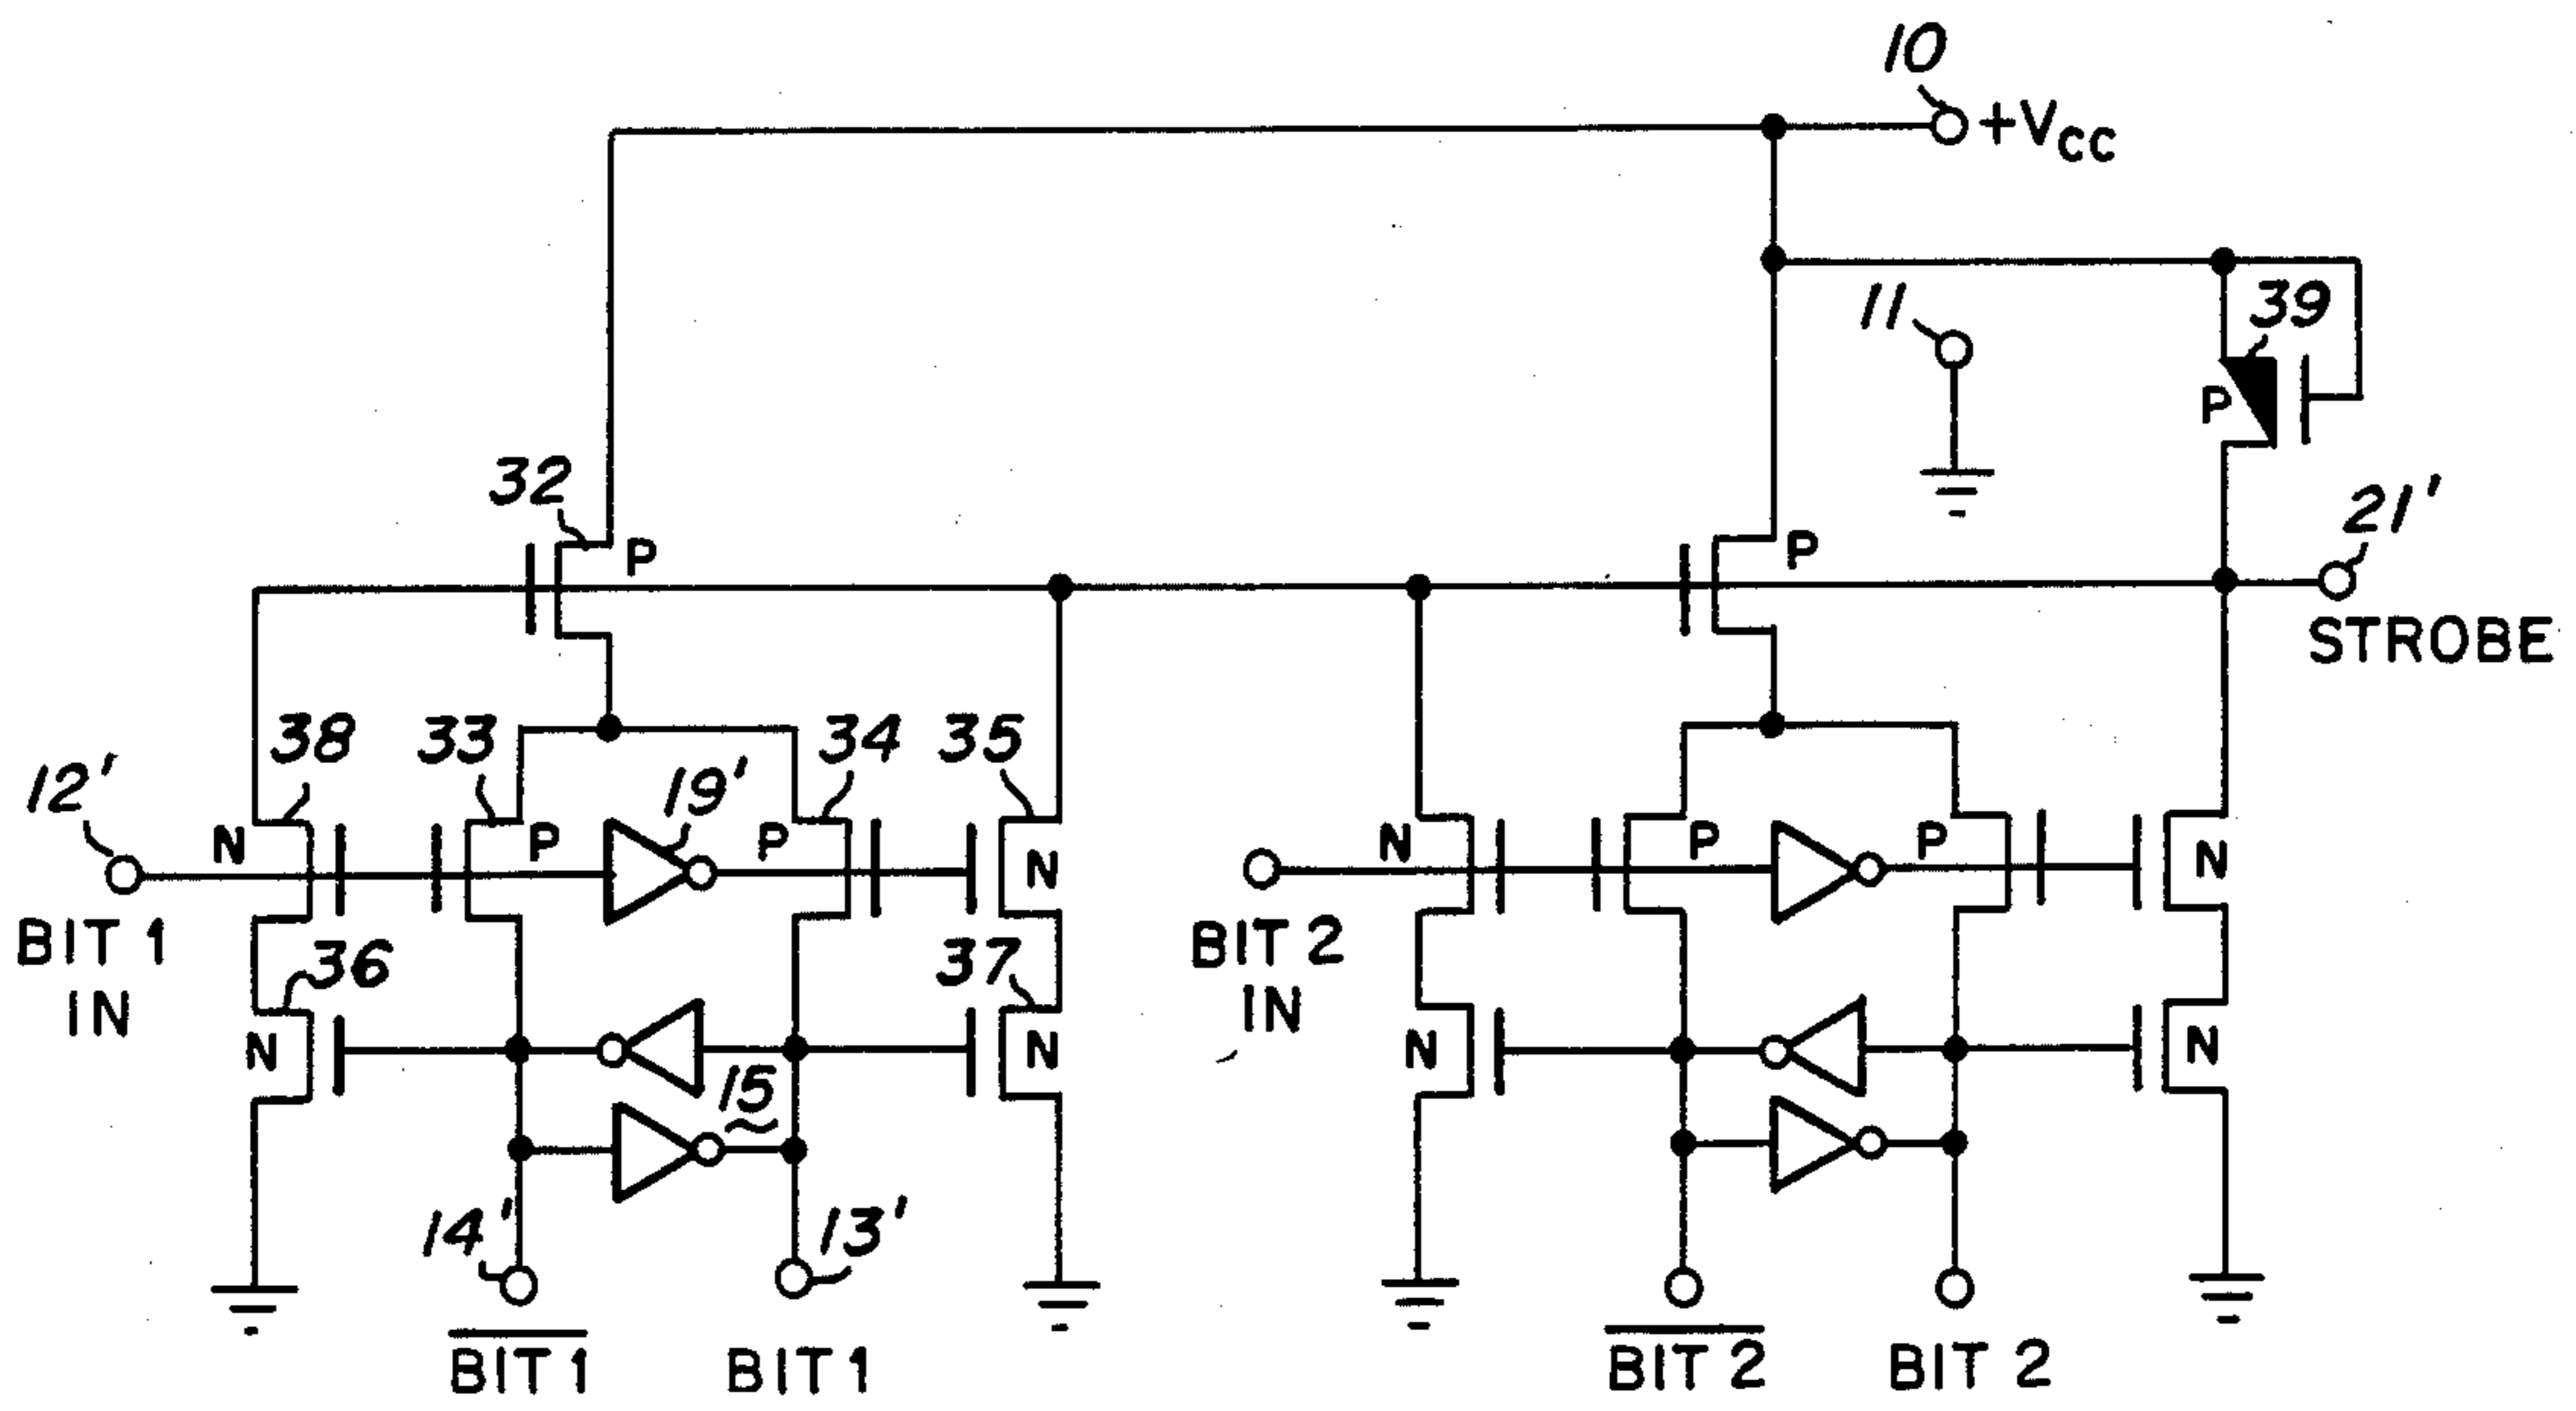 10
+VCC
11
39
32
P
P
P
21'
STROBE
38
33
34
35
12'
19'
N
P
P
N
N
P
P
N
BIT 1
IN
BIT 2
IN
36
37
N
N
N
N
15
14'
13'
BIT 1
BIT 1
BIT 2
BIT 2